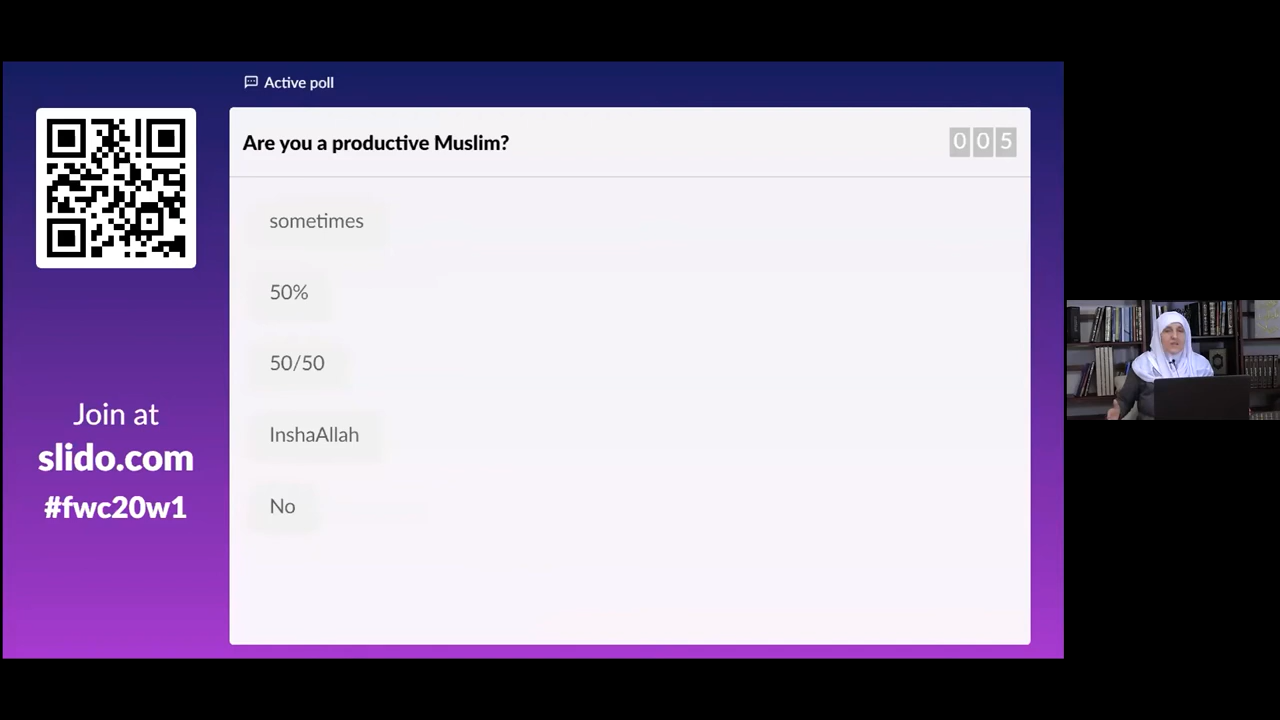 Active poll
Are you a productive Muslim?
005
sometimes
50%
50/50
InshaAllah
No
Join at
slido.com
#fwc20w1